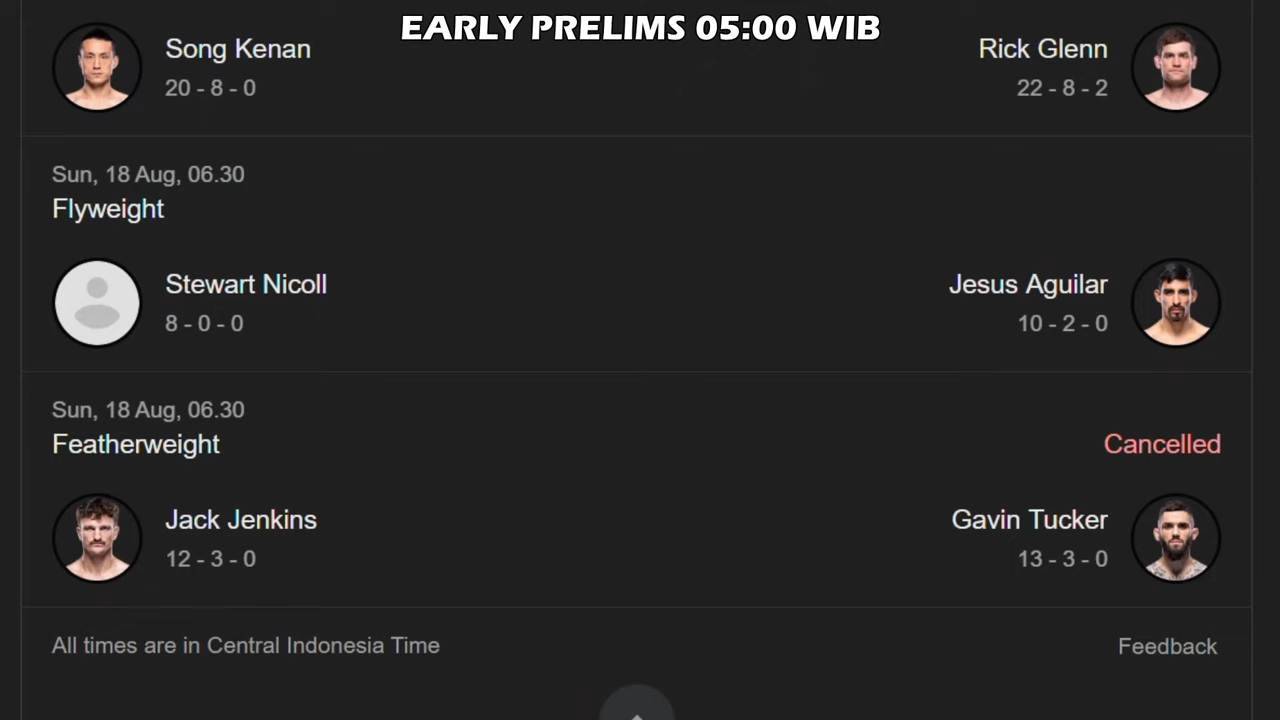 EARLY PRELIMS 05:00 WIB
Song Kenan
Rick Glenn
20 - 8 - 0
22 - 8 - 2
Sun, 18 Aug, 06.30
Flyweight
Stewart Nicoll
Jesus Aguilar
8 - 0 - 0
10 - 2 - 0
Sun, 18 Aug, 06.30
Featherweight
Cancelled
Jack Jenkins
Gavin Tucker
12 - 3 - 0
13 - 3 - 0
All times are in Central Indonesia Time
Feedback